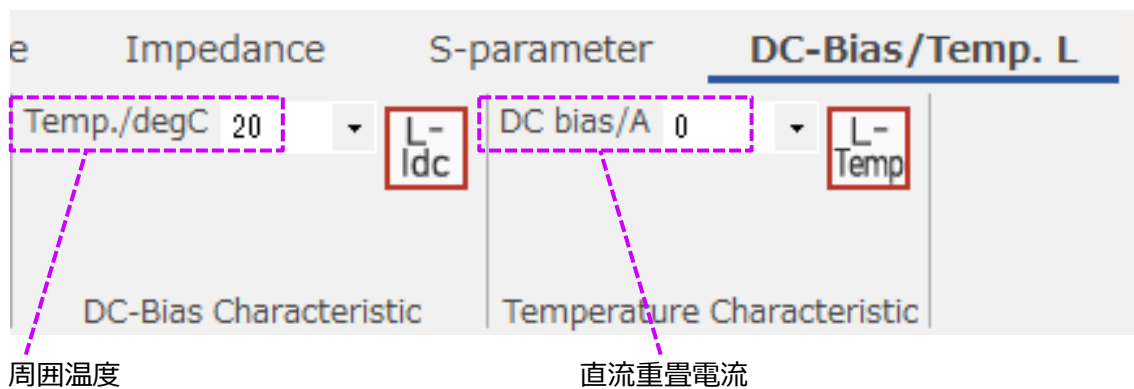 e Impedance S-parameter DC-Bias/Temp. L
Temp./degC 20 L-Idc DC bias/A 0 L-Temp
DC-Bias Characteristic Temperature Characteristic
周囲温度 直流重畳電流